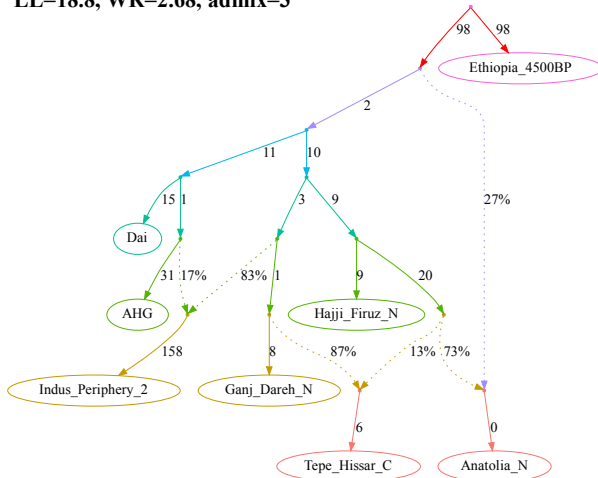 LL=18.8, WR=2.68, admix=3
98 98
Ethiopia_4500BP
2
11 10
15 1 3 9 27%
Dai
31 17% 83% 1 9 20
AHG Hajji_Firuz_N
158 8 87% 13% 73%
Indus_Periphery_2 Ganj_Dareh_N
6 0
Tepe_Hissar_C Anatolia_N